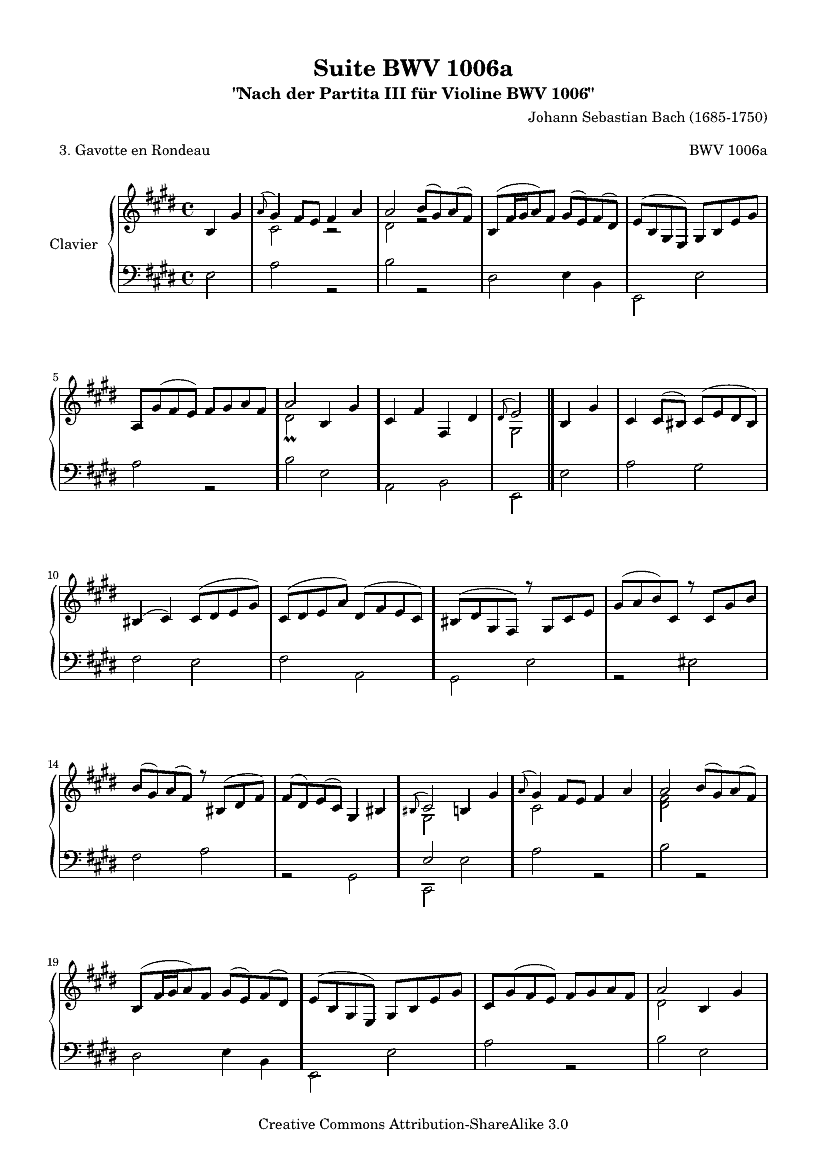 Suite BWV 1006a
"Nach der Partita III für Violine BWV 1006"
Johann Sebastian Bach (1685-1750)
3. Gavotte en Rondeau BWV 1006a
Clavier
5
10
14
19
Creative Commons Attribution-ShareAlike 3.0